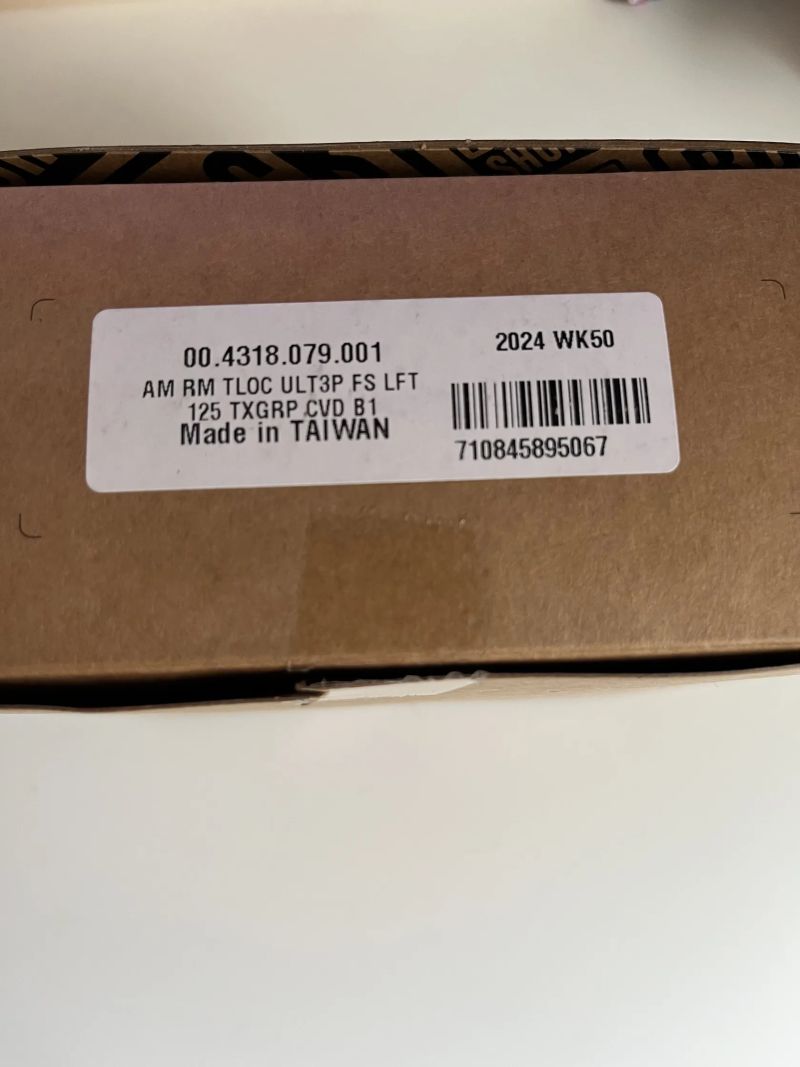 SHOP
00.4318.079.001
2024 WK50
AM RM TLOC ULT3P FS LFT
125 TXGRP CVD B1
Made in TAIWAN
710845895067